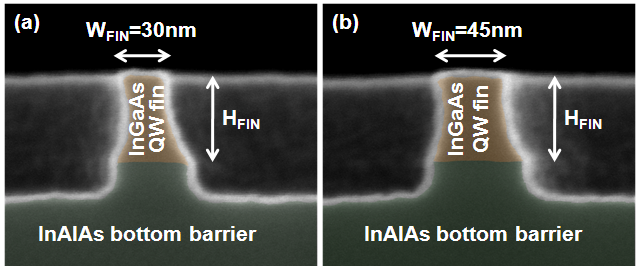 (a)
W_FIN=30nm
InGaAs
QW fin
H_FIN
InAlAs bottom barrier
(b)
W_FIN=45nm
InGaAs
QW fin
H_FIN
InAlAs bottom barrier